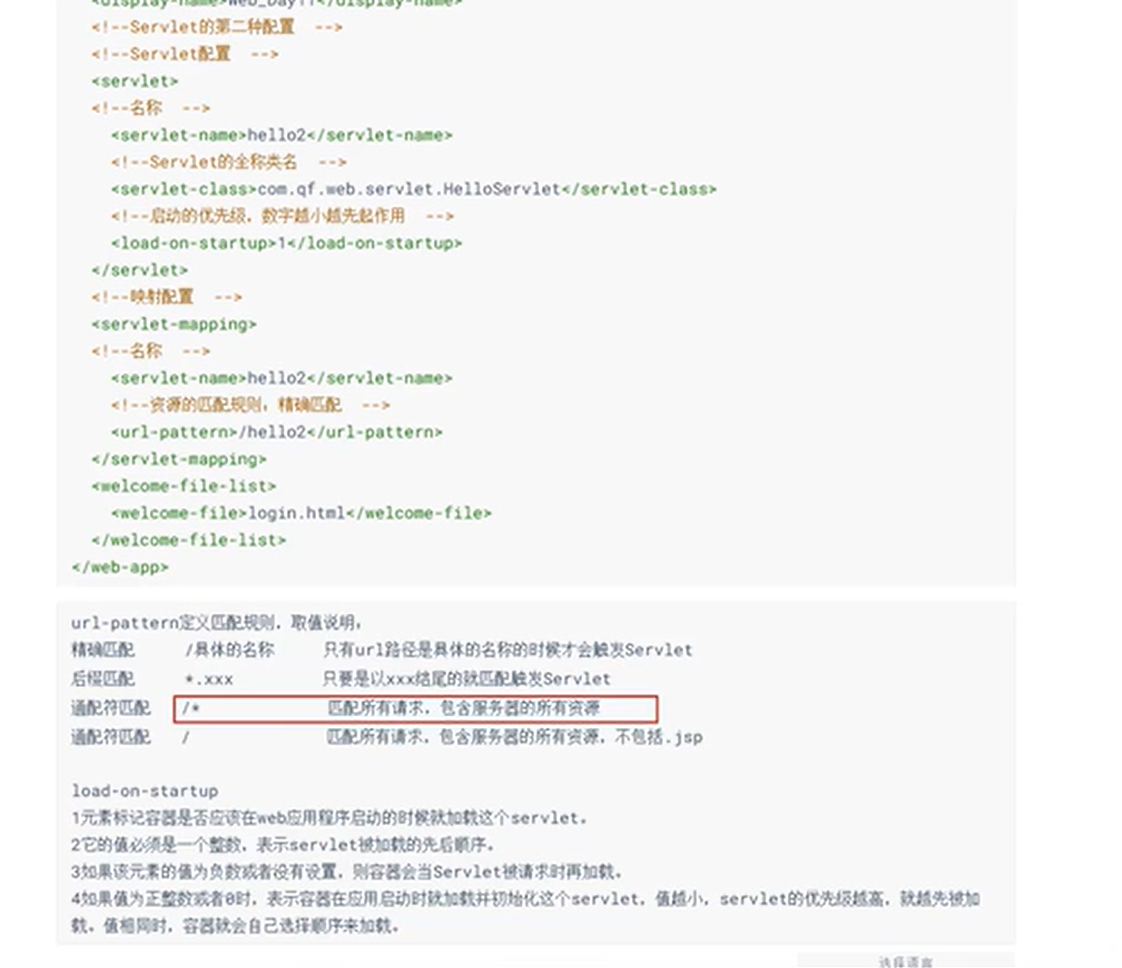 <display-name>Web_Day11</display-name>
<!--Servlet的第二种配置  -->
<!--Servlet配置  -->
<servlet>
<!--名称  -->
<servlet-name>hello2</servlet-name>
<!--Servlet的全称类名  -->
<servlet-class>com.qf.web.servlet.HelloServlet</servlet-class>
<!--启动的优先级，数字越小越先起作用  -->
<load-on-startup>1</load-on-startup>
</servlet>
<!--映射配置  -->
<servlet-mapping>
<!--名称  -->
<servlet-name>hello2</servlet-name>
<!--资源的匹配规则，精确匹配  -->
<url-pattern>/hello2</url-pattern>
</servlet-mapping>
<welcome-file-list>
<welcome-file>login.html</welcome-file>
</welcome-file-list>
</web-app>
url-pattern定义匹配规则，取值说明：
精确匹配 /具体的名称 只有url路径是具体的名称的时候才会触发Servlet
后缀匹配 *.xxx 只要是以xxx结尾的就匹配触发Servlet
通配符匹配 /* 匹配所有请求，包含服务器的所有资源
通配符匹配 / 匹配所有请求，包含服务器的所有资源，不包括.jsp
load-on-startup
1元素标记容器是否应该在web应用程序启动的时候就加载这个servlet。
2它的值必须是一个整数，表示servlet被加载的先后顺序。
3如果该元素的值为负数或者没有设置，则容器会当Servlet被请求时再加载。
4如果值为正整数或者0时，表示容器在应用启动时就加载并初始化这个servlet，值越小，servlet的优先级越高，就越先被加
载。值相同时，容器就会自己选择顺序来加载。
选择语言